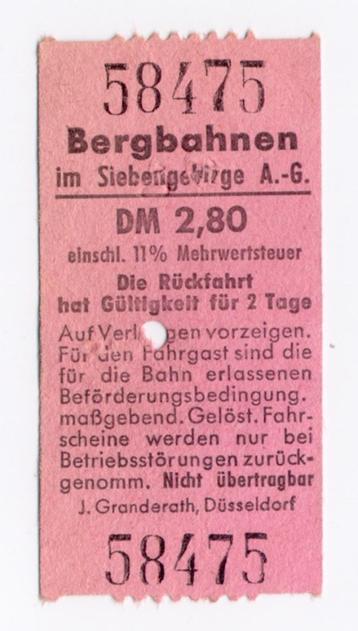 58475
Bergbahnen
im Siebengebirge A.-G.
DM 2,80
einschl. 11% Mehrwertsteuer
Die Rückfahrt
hat Gültigkeit für 2 Tage
Auf Verlangen vorzeigen.
Für den Fahrgast sind die
für die Bahn erlassenen
Beförderungsbedingung.
maßgebend. Gelöst. Fahr-
scheine werden nur bei
Betriebsstörungen zurück-
genomm. Nicht übertragbar
J. Granderath, Düsseldorf
58475